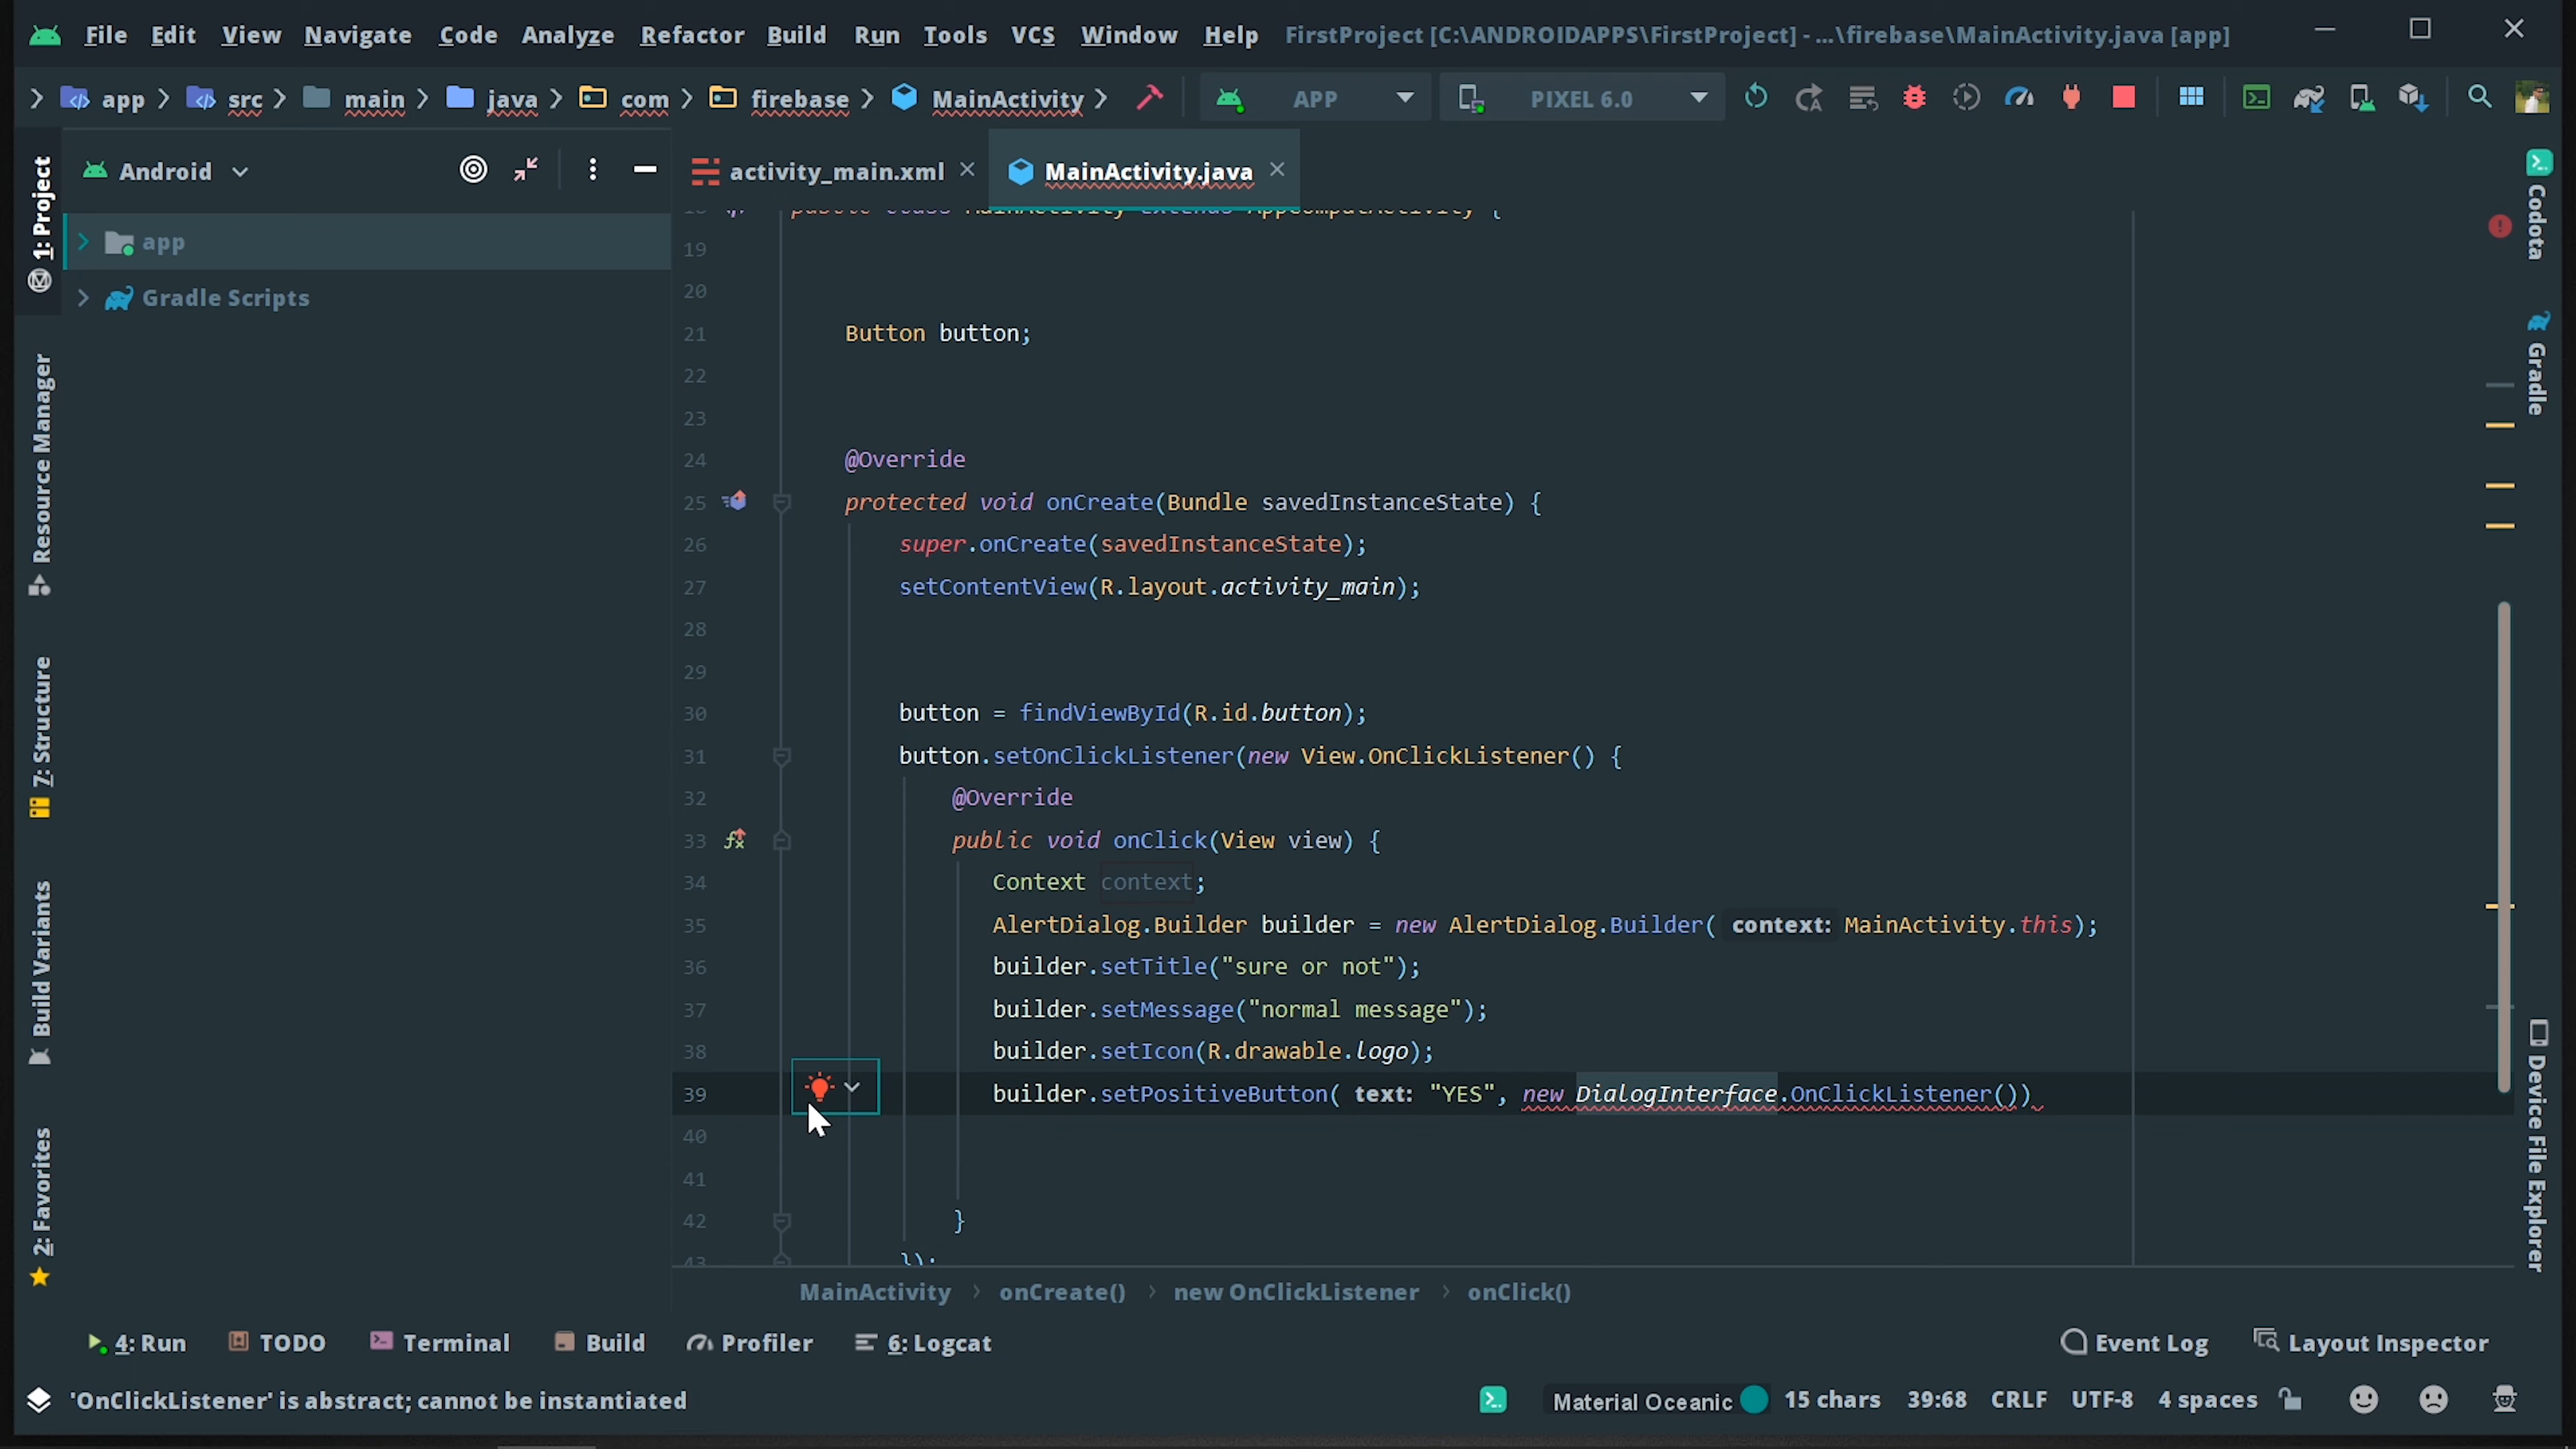 File Edit View Navigate Code Analyze Refactor Build Run Tools VCS Window Help FirstProject [C:\ANDROIDAPPS\FirstProject] - ...\firebase\MainActivity.java [app]
app src main java com firebase MainActivity APP PIXEL 6.0
1: Project
Resource Manager
7: Structure
Build Variants
2: Favorites
Android
app
Gradle Scripts
activity_main.xml MainActivity.java
public class MainActivity extends AppCompatActivity {
19
20
21 Button button;
22
23
24 @Override
25 protected void onCreate(Bundle savedInstanceState) {
26 super.onCreate(savedInstanceState);
27 setContentView(R.layout.activity_main);
28
29
30 button = findViewById(R.id.button);
31 button.setOnClickListener(new View.OnClickListener() {
32 @Override
33 public void onClick(View view) {
34 Context context;
35 AlertDialog.Builder builder = new AlertDialog.Builder( context: MainActivity.this);
36 builder.setTitle("sure or not");
37 builder.setMessage("normal message");
38 builder.setIcon(R.drawable.logo);
39 builder.setPositiveButton( text: "YES", new DialogInterface.OnClickListener())
40
41
42 }
43 });
Codota
Gradle
Device File Explorer
MainActivity onCreate() new OnClickListener onClick()
4: Run TODO Terminal Build Profiler 6: Logcat Event Log Layout Inspector
'OnClickListener' is abstract; cannot be instantiated Material Oceanic 15 chars 39:68 CRLF UTF-8 4 spaces